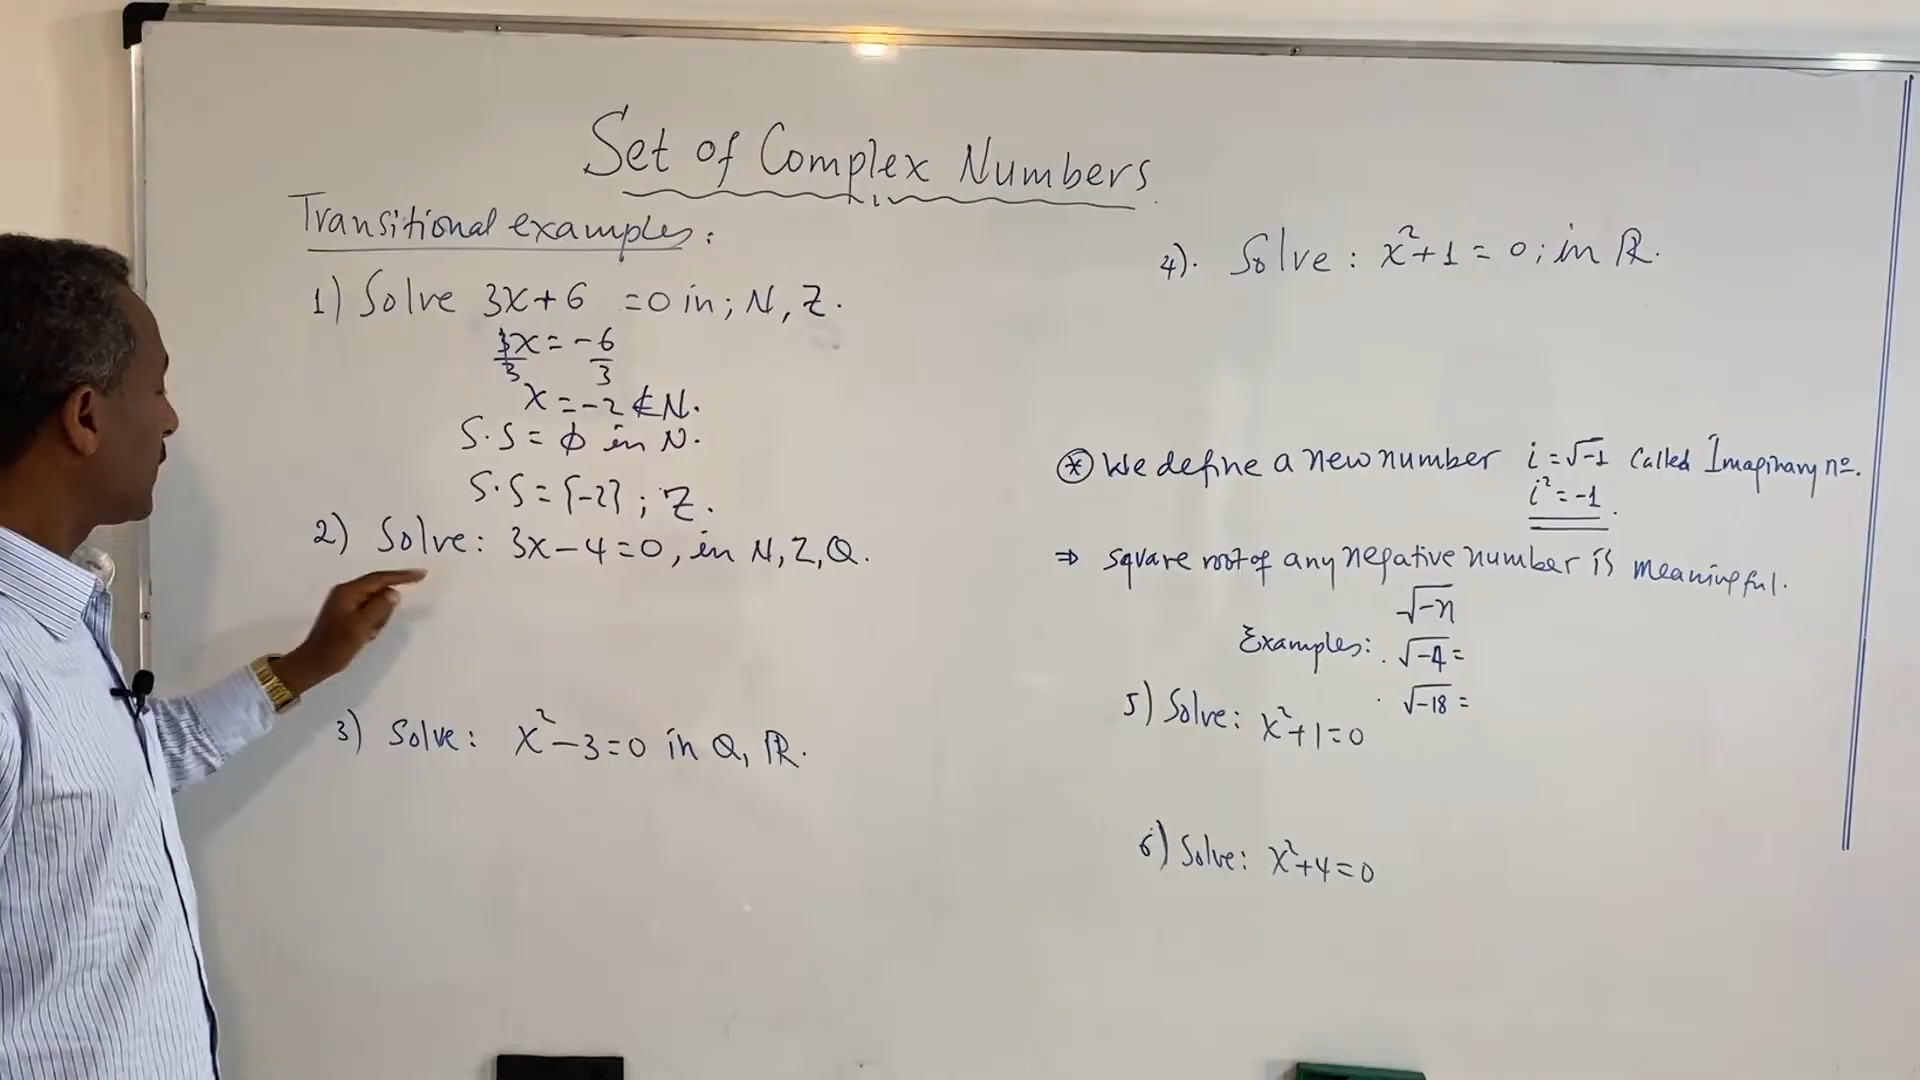 Set of Complex Numbers
Transitional examples:
1) Solve 3x+6 =0 in; N, Z.
3x = -6
3 3
x = -2 ∉ N.
S.S = ϕ in N.
S.S = {-2}; Z.
2) Solve: 3x-4=0, in N, Z, Q.
3) Solve: x²-3=0 in Q, ℝ.
4). Solve: x²+1=0; in ℝ.
⊛ We define a new number i=√-1 Called Imaginary no.
i²=-1.
⇒ square root of any negative number is meaningful.
√-n
Examples: . √-4 =
. √-18 =
5) Solve: x²+1=0
6) Solve: x²+4=0